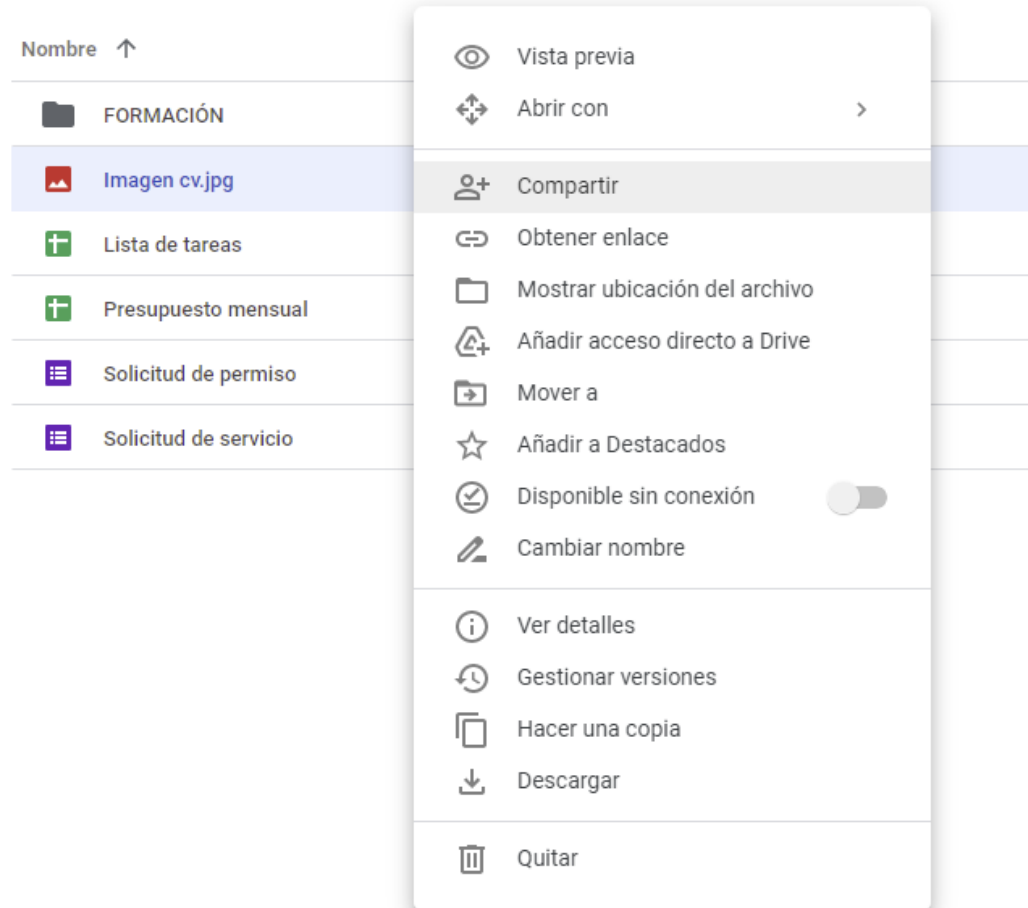 Nombre
FORMACIÓN
Imagen cv.jpg
Lista de tareas
Presupuesto mensual
Solicitud de permiso
Solicitud de servicio
Vista previa
Abrir con
Compartir
Obtener enlace
Mostrar ubicación del archivo
Añadir acceso directo a Drive
Mover a
Añadir a Destacados
Disponible sin conexión
Cambiar nombre
Ver detalles
Gestionar versiones
Hacer una copia
Descargar
Quitar